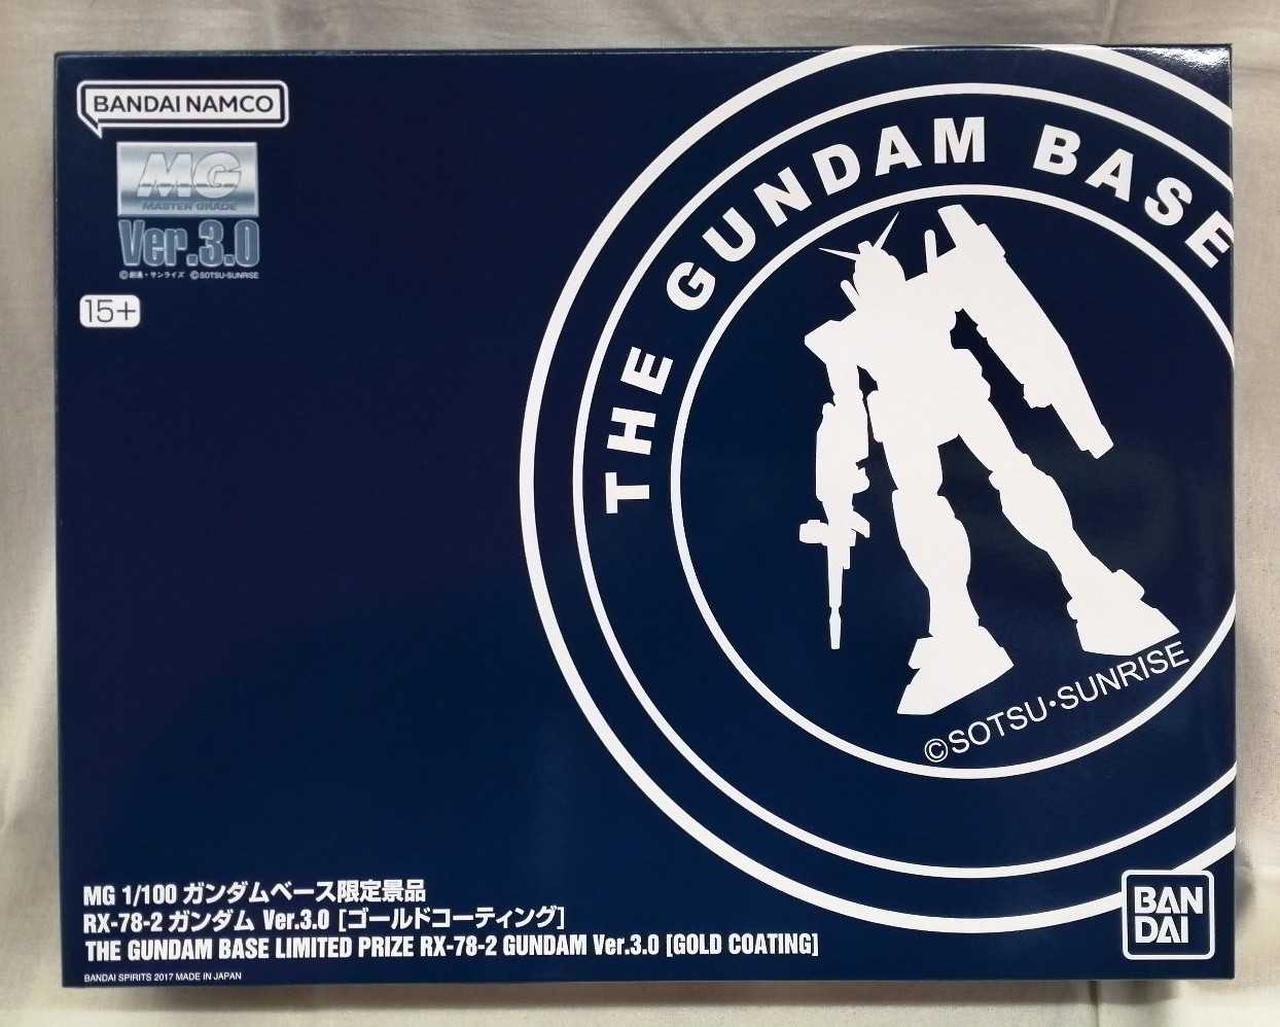 BANDAI NAMCO
MG
MASTER GRADE
Ver.3.0
©創通・サンライズ ©SOTSU・SUNRISE
15+
THE GUNDAM BASE
©SOTSU・SUNRISE
MG 1/100 ガンダムベース限定景品
RX-78-2 ガンダム Ver.3.0 [ゴールドコーティング]
THE GUNDAM BASE LIMITED PRIZE RX-78-2 GUNDAM Ver.3.0 [GOLD COATING]
BANDAI SPIRITS 2017 MADE IN JAPAN
BAN
DAI